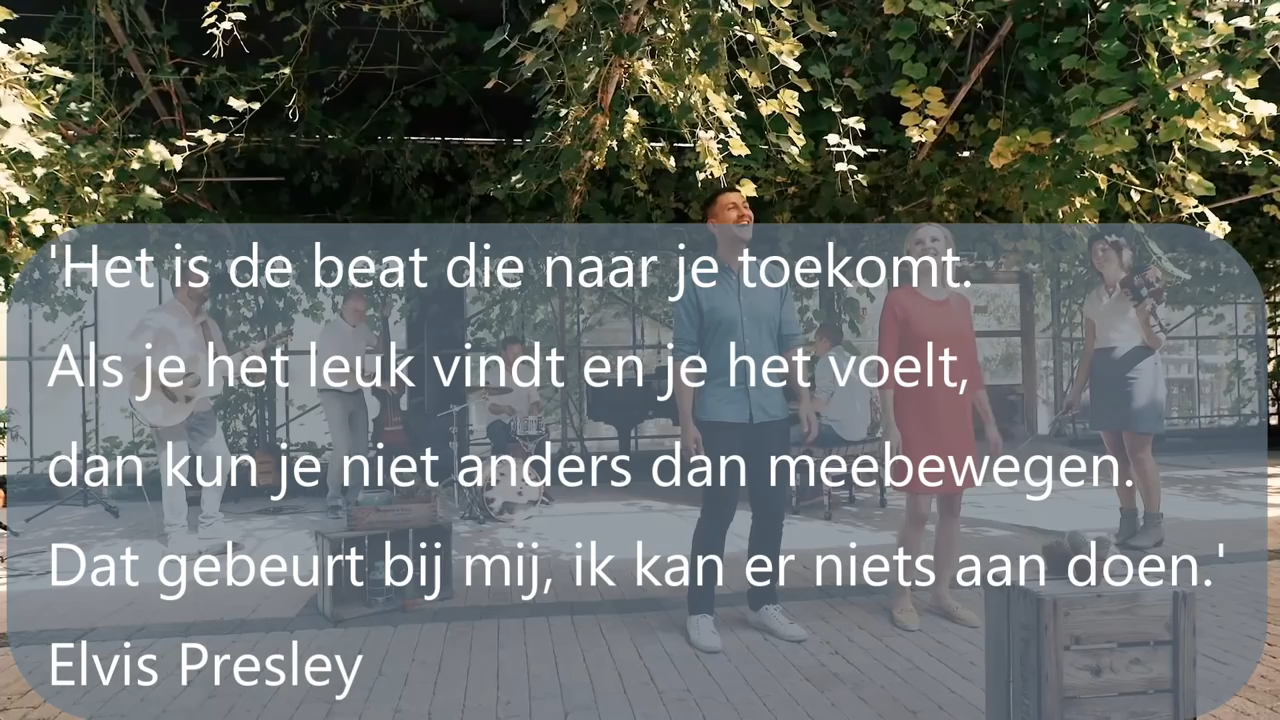 'Het is de beat die naar je toekomt.
Als je het leuk vindt en je het voelt,
dan kun je niet anders dan meebewegen.
Dat gebeurt bij mij, ik kan er niets aan doen.'
Elvis Presley